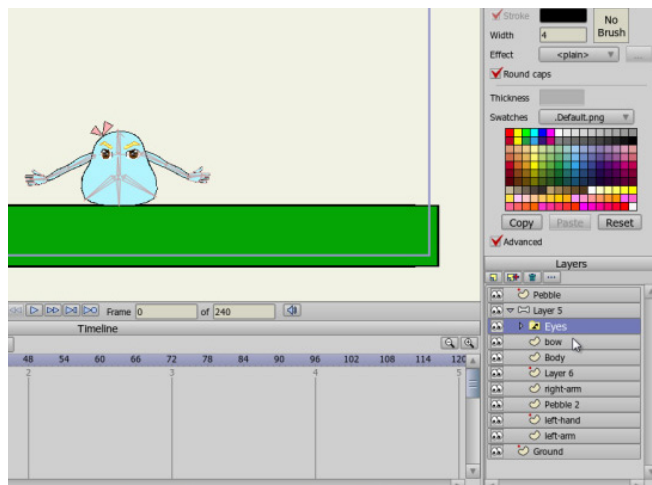 Stroke
No
Brush
Width 4
Effect <plain> ...
Round caps
Thickness
Swatches .Default.png
Copy Paste Reset
Advanced
Layers
...
Pebble
Layer 5
Eyes
bow
Body
Layer 6
right-arm
Pebble 2
left-hand
left-arm
Ground
Frame 0 of 240
Timeline
48 54 60 66 72 78 84 90 96 102 108 114 120
2 3 4 5